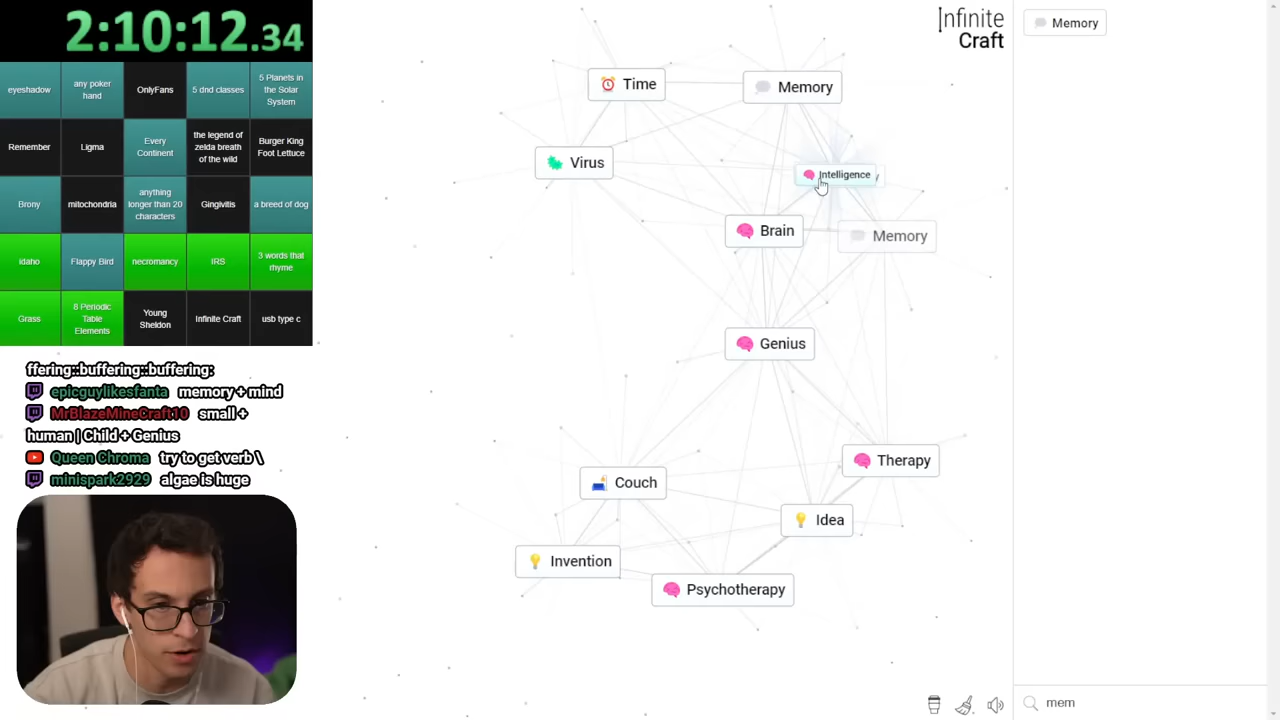 2:10:12.34
eyeshadow
any poker
hand
OnlyFans
5 dnd classes
5 Planets in
the Solar
System
Remember
Ligma
Every
Continent
the legend of
zelda breath
of the wild
Burger King
Foot Lettuce
Brony
mitochondria
anything
longer than 20
characters
Gingivitis
a breed of dog
Idaho
Flappy Bird
necromancy
IRS
3 words that
rhyme
Grass
8 Periodic
Table
Elements
Young
Sheldon
Infinite Craft
usb type c
ffering::buffering::buffering:
epicguylikesfanta memory + mind
MrBlazeMineCraft10 small +
human | Child + Genius
Queen Chroma try to get verb \
minispark2929 algae is huge
Infinite
Craft
Time
Memory
Virus
Intelligence
Brain
Memory
Genius
Therapy
Couch
Idea
Invention
Psychotherapy
Memory
mem